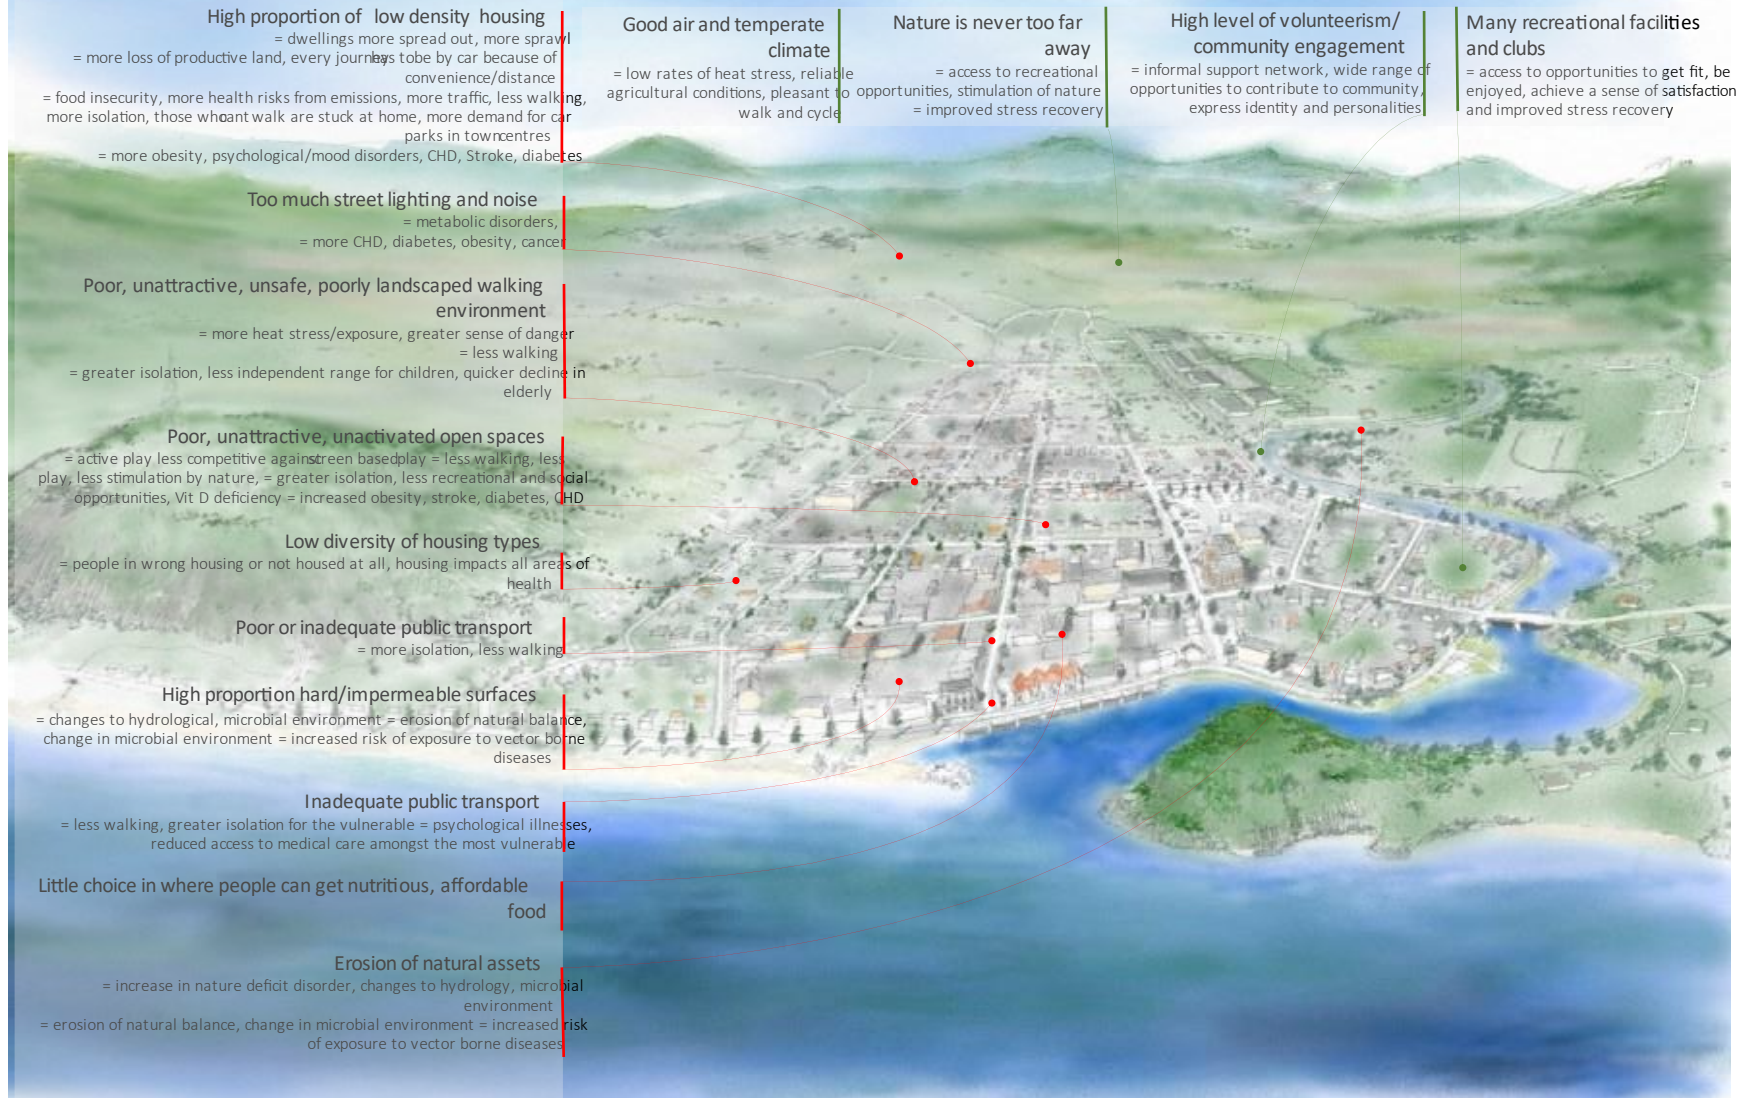 High proportion of low density housing
= dwellings more spread out, more sprawl
= more loss of productive land, every journey has to be by car because of
convenience/distance
= food insecurity, more health risks from emissions, more traffic, less walking,
more isolation, those who cant walk are stuck at home, more demand for car
parks in town centres
= more obesity, psychological/mood disorders, CHD, Stroke, diabetes
Too much street lighting and noise
= metabolic disorders,
= more CHD, diabetes, obesity, cancer
Poor, unattractive, unsafe, poorly landscaped walking
environment
= more heat stress/exposure, greater sense of danger
= less walking
= greater isolation, less independent range for children, quicker decline in
elderly
Poor, unattractive, unactivated open spaces
= active play less competitive against screen based play = less walking, less
play, less stimulation by nature, = greater isolation, less recreational and social
opportunities, Vit D deficiency = increased obesity, stroke, diabetes, CHD
Low diversity of housing types
= people in wrong housing or not housed at all, housing impacts all areas of
health
Poor or inadequate public transport
= more isolation, less walking
High proportion hard/impermeable surfaces
= changes to hydrological, microbial environment = erosion of natural balance,
change in microbial environment = increased risk of exposure to vector borne
diseases
Inadequate public transport
= less walking, greater isolation for the vulnerable = psychological illnesses,
reduced access to medical care amongst the most vulnerable
Little choice in where people can get nutritious, affordable
food
Erosion of natural assets
= increase in nature deficit disorder, changes to hydrology, microbial
environment
= erosion of natural balance, change in microbial environment = increased risk
of exposure to vector borne diseases
Good air and temperate
climate
= low rates of heat stress, reliable
agricultural conditions, pleasant to
walk and cycle
Nature is never too far
away
= access to recreational
opportunities, stimulation of nature
= improved stress recovery
High level of volunteerism/
community engagement
= informal support network, wide range of
opportunities to contribute to community,
express identity and personalities
Many recreational facilities
and clubs
= access to opportunities to get fit, be
enjoyed, achieve a sense of satisfaction
and improved stress recovery